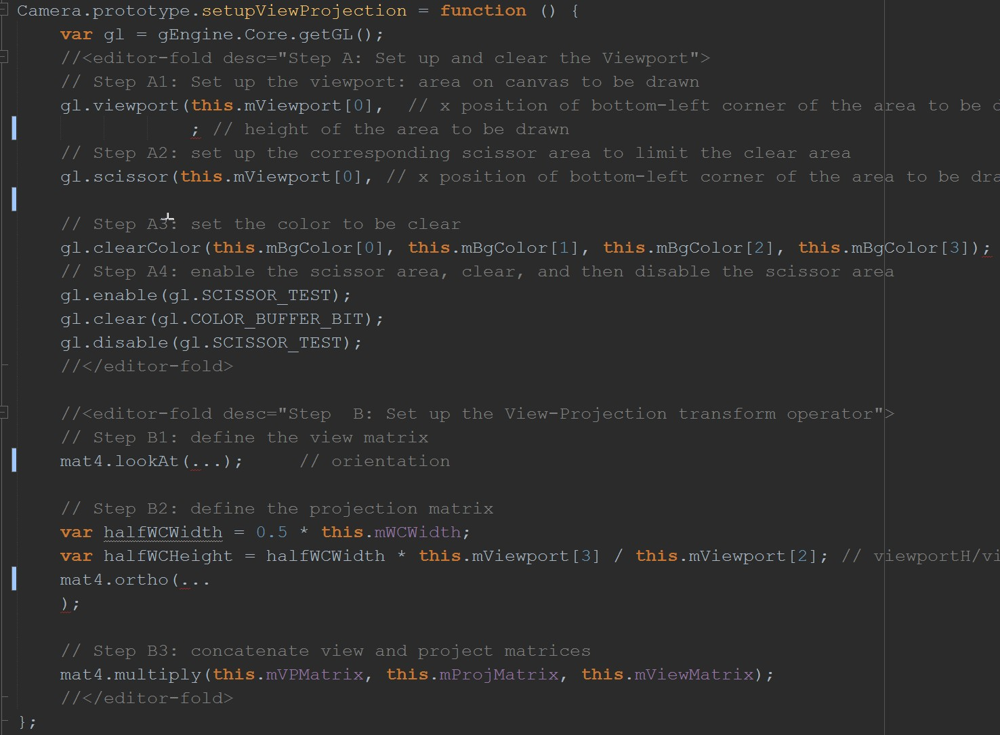 Camera.prototype.setupViewProjection = function () {
var gl = gEngine.Core.getGL();
//<editor-fold desc="Step A: Set up and clear the Viewport">
// Step A1: Set up the viewport: area on canvas to be drawn
gl.viewport(this.mViewport[0],  // x position of bottom-left corner of the area to be
; // height of the area to be drawn
// Step A2: set up the corresponding scissor area to limit the clear area
gl.scissor(this.mViewport[0], // x position of bottom-left corner of the area to be dra
// Step A3: set the color to be clear
gl.clearColor(this.mBgColor[0], this.mBgColor[1], this.mBgColor[2], this.mBgColor[3]);
// Step A4: enable the scissor area, clear, and then disable the scissor area
gl.enable(gl.SCISSOR_TEST);
gl.clear(gl.COLOR_BUFFER_BIT);
gl.disable(gl.SCISSOR_TEST);
//</editor-fold>
//<editor-fold desc="Step  B: Set up the View-Projection transform operator">
// Step B1: define the view matrix
mat4.lookAt(...);     // orientation
// Step B2: define the projection matrix
var halfWCWidth = 0.5 * this.mWCWidth;
var halfWCHeight = halfWCWidth * this.mViewport[3] / this.mViewport[2]; // viewportH/vi
mat4.ortho(...
);
// Step B3: concatenate view and project matrices
mat4.multiply(this.mVPMatrix, this.mProjMatrix, this.mViewMatrix);
//</editor-fold>
};